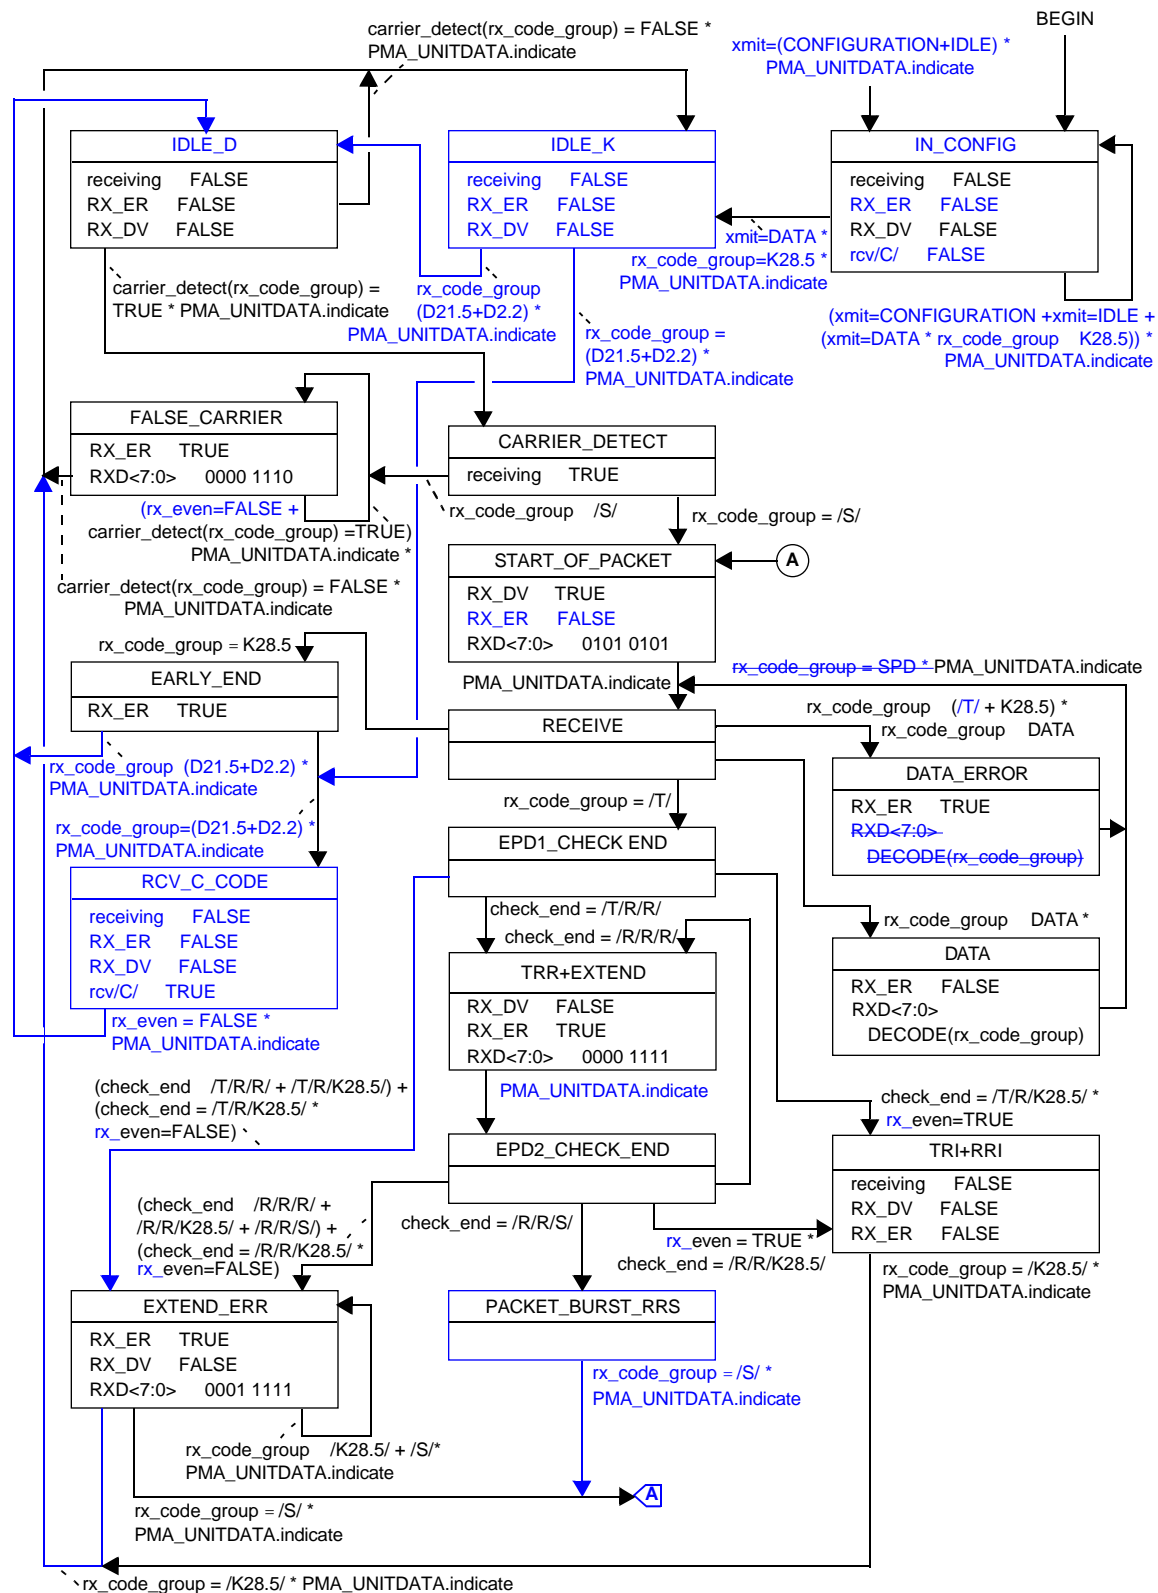 carrier_detect(rx_code_group) = FALSE *
PMA_UNITDATA.indicate
BEGIN
xmit=(CONFIGURATION+IDLE) *
PMA_UNITDATA.indicate
IDLE_D
receiving FALSE
RX_ER FALSE
RX_DV FALSE
IDLE_K
receiving FALSE
RX_ER FALSE
RX_DV FALSE
IN_CONFIG
receiving FALSE
RX_ER FALSE
RX_DV FALSE
rcv/C/ FALSE
xmit=DATA *
rx_code_group=K28.5 *
PMA_UNITDATA.indicate
carrier_detect(rx_code_group) =
TRUE * PMA_UNITDATA.indicate
rx_code_group
(D21.5+D2.2) *
PMA_UNITDATA.indicate
rx_code_group =
(D21.5+D2.2) *
PMA_UNITDATA.indicate
(xmit=CONFIGURATION +xmit=IDLE +
(xmit=DATA * rx_code_group K28.5)) *
PMA_UNITDATA.indicate
FALSE_CARRIER
RX_ER TRUE
RXD<7:0> 0000 1110
CARRIER_DETECT
receiving TRUE
(rx_even=FALSE +
carrier_detect(rx_code_group) =TRUE)
PMA_UNITDATA.indicate *
rx_code_group /S/
rx_code_group = /S/
START_OF_PACKET
RX_DV TRUE
RX_ER FALSE
RXD<7:0> 0101 0101
A
carrier_detect(rx_code_group) = FALSE *
PMA_UNITDATA.indicate
rx_code_group = K28.5
EARLY_END
RX_ER TRUE
PMA_UNITDATA.indicate
rx_code_group = SPD * PMA_UNITDATA.indicate
RECEIVE
rx_code_group (/T/ + K28.5) *
rx_code_group DATA
DATA_ERROR
RX_ER TRUE
RXD<7:0>
DECODE(rx_code_group)
rx_code_group (D21.5+D2.2) *
PMA_UNITDATA.indicate
rx_code_group = /T/
rx_code_group=(D21.5+D2.2) *
PMA_UNITDATA.indicate
EPD1_CHECK END
RCV_C_CODE
receiving FALSE
RX_ER FALSE
RX_DV FALSE
rcv/C/ TRUE
check_end = /T/R/R/
check_end = /R/R/R/
rx_code_group DATA *
DATA
RX_ER FALSE
RXD<7:0>
DECODE(rx_code_group)
TRR+EXTEND
RX_DV FALSE
RX_ER TRUE
RXD<7:0> 0000 1111
rx_even = FALSE *
PMA_UNITDATA.indicate
PMA_UNITDATA.indicate
(check_end /T/R/R/ + /T/R/K28.5/) +
(check_end = /T/R/K28.5/ *
rx_even=FALSE)
check_end = /T/R/K28.5/ *
rx_even=TRUE
EPD2_CHECK_END
TRI+RRI
receiving FALSE
RX_DV FALSE
RX_ER FALSE
(check_end /R/R/R/ +
/R/R/K28.5/ + /R/R/S/) +
(check_end = /R/R/K28.5/ *
rx_even=FALSE)
check_end = /R/R/S/
rx_even = TRUE *
check_end = /R/R/K28.5/
rx_code_group = /K28.5/ *
PMA_UNITDATA.indicate
EXTEND_ERR
RX_ER TRUE
RX_DV FALSE
RXD<7:0> 0001 1111
PACKET_BURST_RRS
rx_code_group = /S/ *
PMA_UNITDATA.indicate
rx_code_group /K28.5/ + /S/*
PMA_UNITDATA.indicate
A
rx_code_group = /S/ *
PMA_UNITDATA.indicate
rx_code_group = /K28.5/ * PMA_UNITDATA.indicate